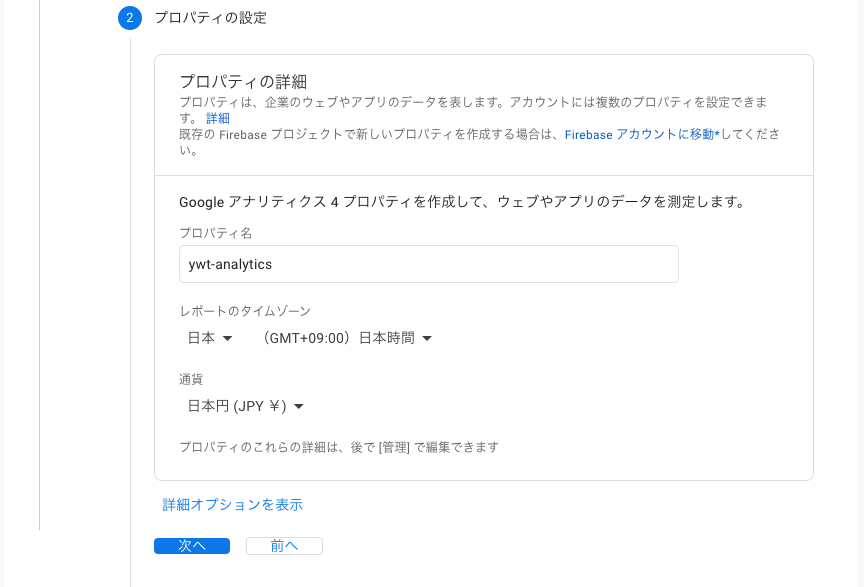 2 プロパティの設定
プロパティの詳細
プロパティは、企業のウェブやアプリのデータを表します。アカウントには複数のプロパティを設定できま
す。 詳細
既存の Firebase プロジェクトで新しいプロパティを作成する場合は、Firebase アカウントに移動*してくださ
い。
Google アナリティクス 4 プロパティを作成して、ウェブやアプリのデータを測定します。
プロパティ名
ywt-analytics
レポートのタイムゾーン
日本 （GMT+09:00）日本時間
通貨
日本円 (JPY ¥)
プロパティのこれらの詳細は、後で [管理] で編集できます
詳細オプションを表示
次へ 前へ